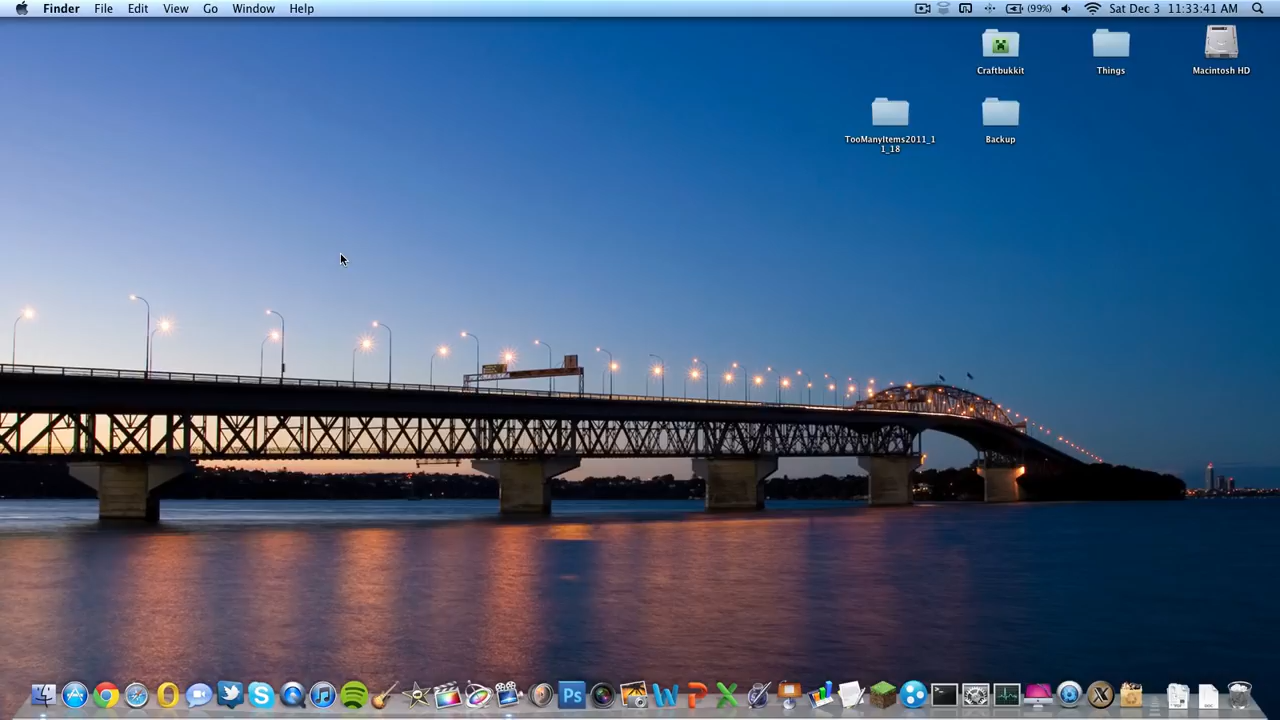 Finder File Edit View Go Window Help (99%) Sat Dec 3 11:33:41 AM
Craftbukkit
Things
Macintosh HD
TooManyItems2011_1
1_18
Backup
Ps